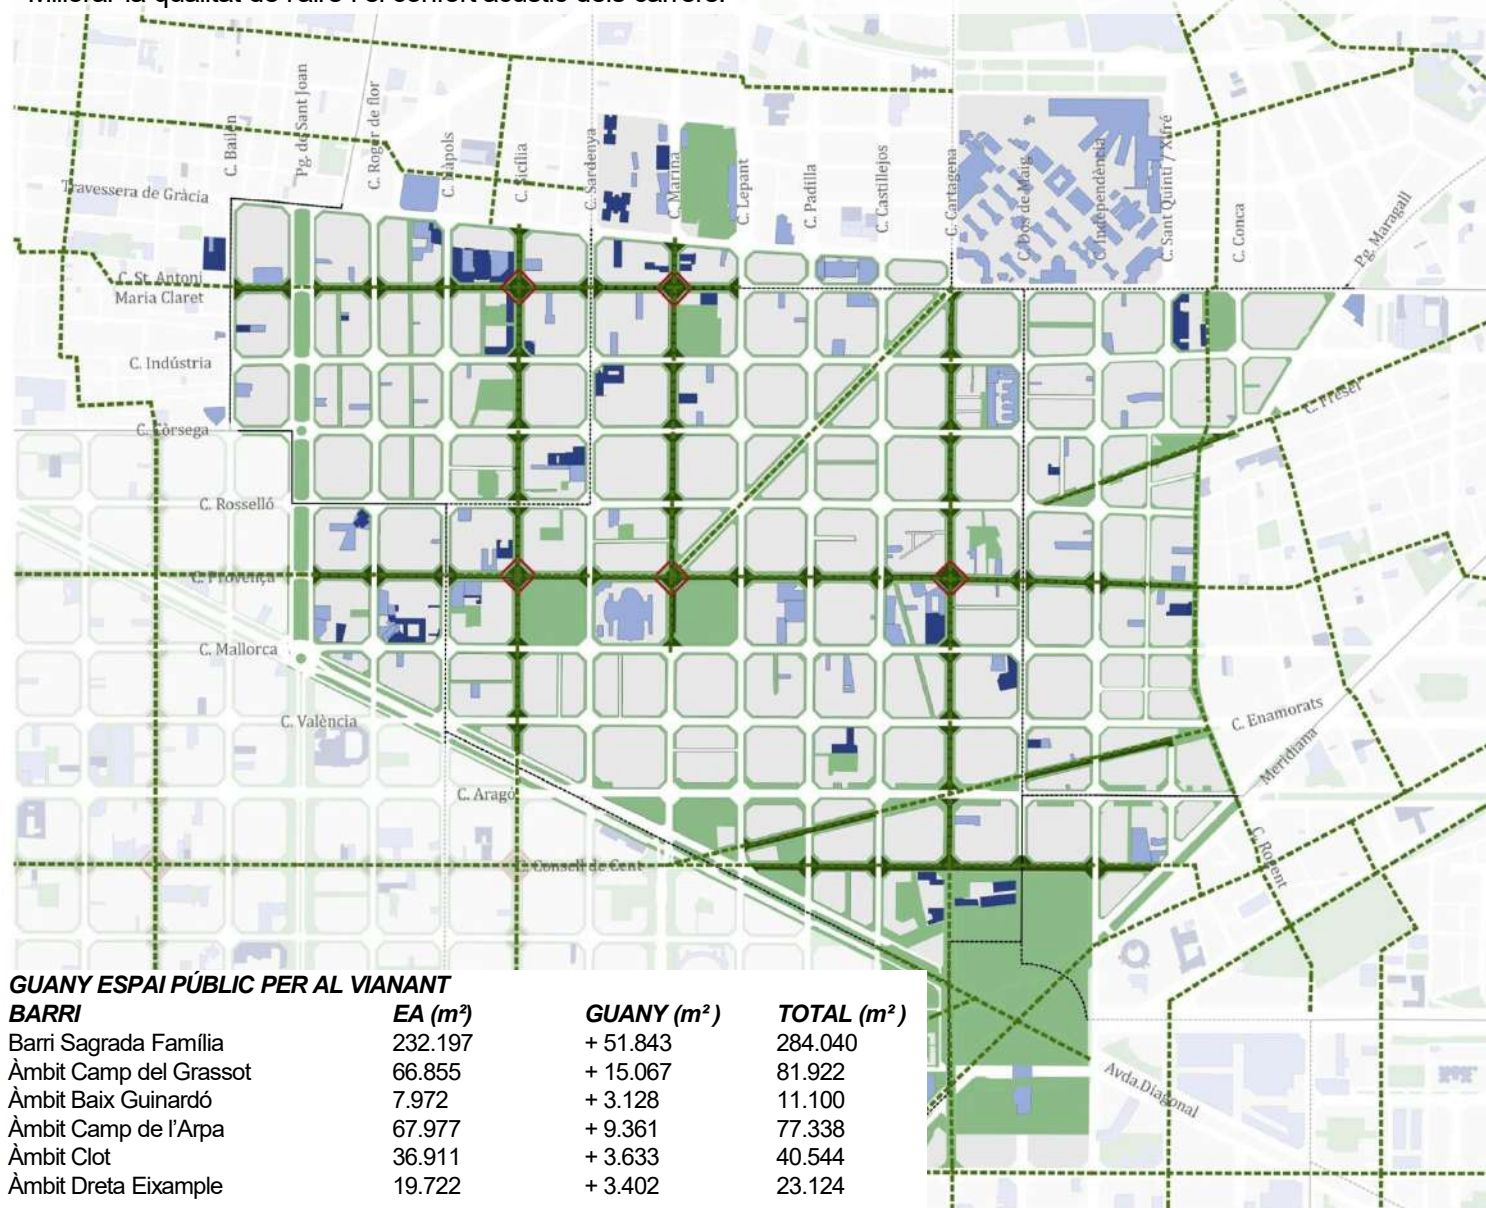 Millorar la qualitat de l'aire i el confort acústic dels carrers.
C. Bailèn
Pg. de Sant Joan
C. Roger de flor
C. Nàpols
C. Sicília
C. Sardenya
C. Marina
C. Lepant
C. Padilla
C. Castillejos
C. Cartagena
C. Dos de Maig
C. Independència
C. Sant Quintí / Xifré
C. Conca
Pg. Maragall
Travessera de Gràcia
C. St. Antoni
Maria Claret
C. Indústria
C. Freser
C. Còrsega
C. Rosselló
C. Provença
C. Mallorca
C. València
C. Enamorats
Meridiana
C. Aragó
C. Rogent
C. Consell de Cent
Avda.Diagonal
GUANY ESPAI PÚBLIC PER AL VIANANT
BARRI EA (m²) GUANY (m²) TOTAL (m²)
Barri Sagrada Família 232.197 + 51.843 284.040
Àmbit Camp del Grassot 66.855 + 15.067 81.922
Àmbit Baix Guinardó 7.972 + 3.128 11.100
Àmbit Camp de l'Arpa 67.977 + 9.361 77.338
Àmbit Clot 36.911 + 3.633 40.544
Àmbit Dreta Eixample 19.722 + 3.402 23.124